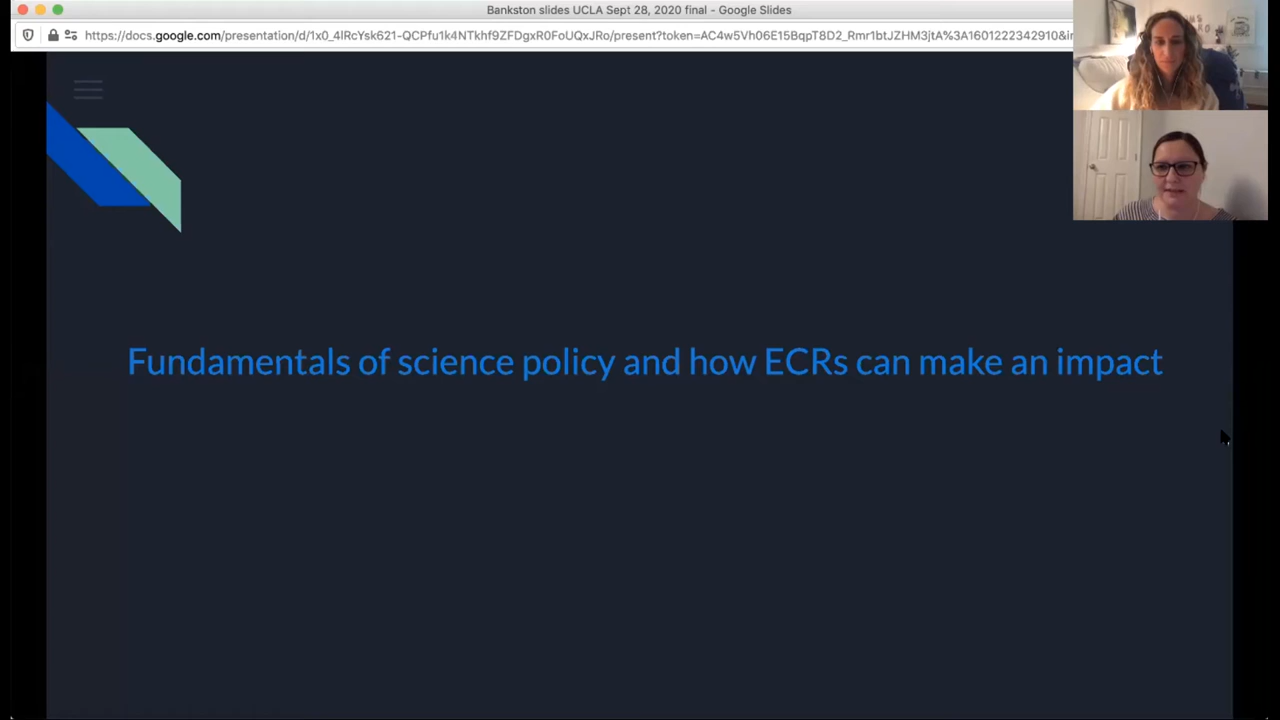 Bankston slides UCLA Sept 28, 2020 final - Google Slides
https://docs.google.com/presentation/d/1x0_4lRcYsk621-QCPfu1k4NTkhf9ZFDgxR0FoUQxJRo/present?token=AC4w5Vh06E15BqpT8D2_Rmr1btJZHM3jtA%3A1601222342910&in
Fundamentals of science policy and how ECRs can make an impact